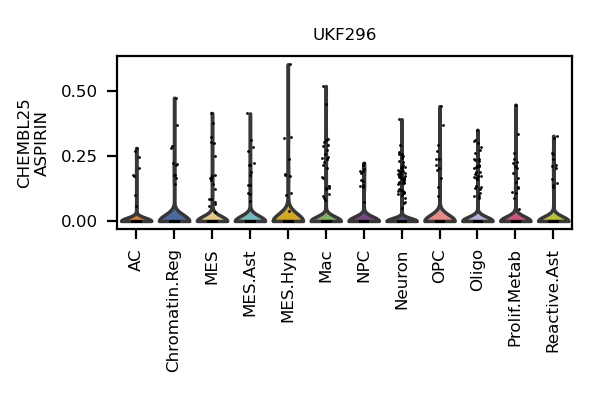 UKF296
CHEMBL25
ASPIRIN
0.50
0.25
0.00
AC
Chromatin.Reg
MES
MES.Ast
MES.Hyp
Mac
NPC
Neuron
OPC
Oligo
Prolif.Metab
Reactive.Ast